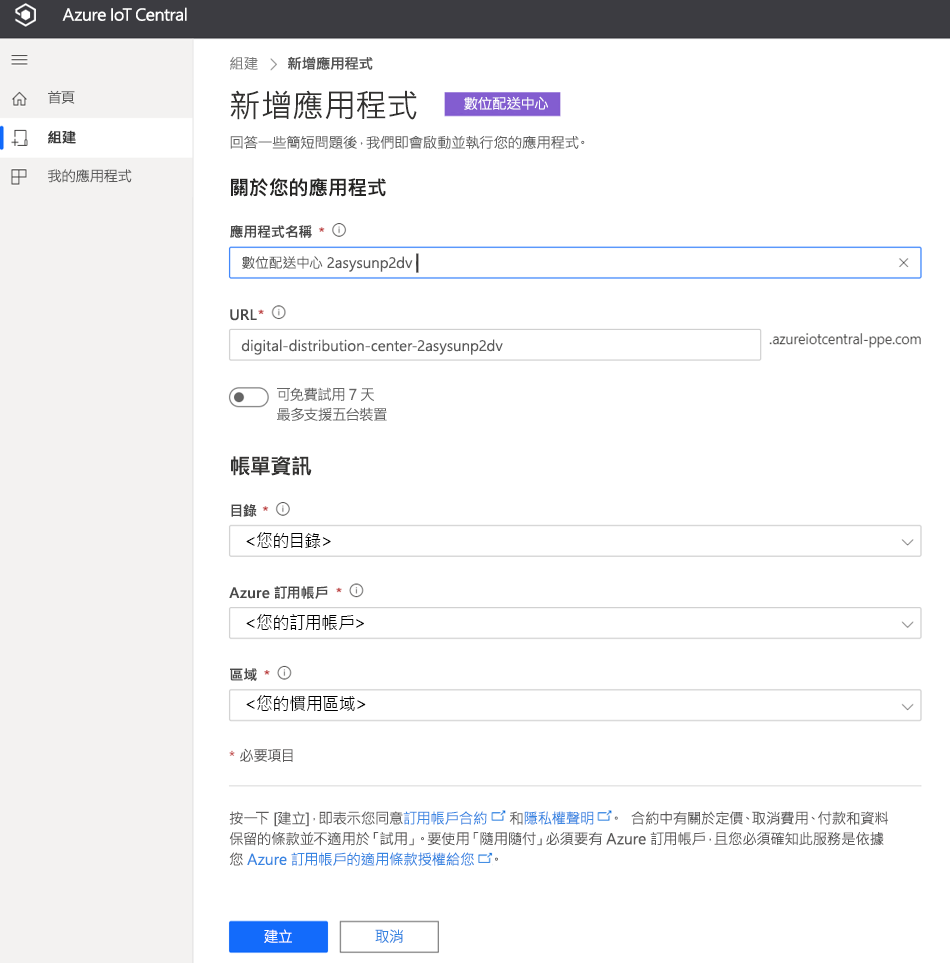 Azure IoT Central
首頁
組建
我的應用程式
組建 > 新增應用程式
新增應用程式 數位配送中心
回答一些簡短問題後，我們即會啟動並執行您的應用程式。
關於您的應用程式
應用程式名稱 *
數位配送中心 2asysunp2dv
URL*
digital-distribution-center-2asysunp2dv .azureiotcentral-ppe.com
可免費試用 7 天
最多支援五台裝置
帳單資訊
目錄 *
<您的目錄>
Azure 訂用帳戶 *
<您的訂用帳戶>
區域 *
<您的慣用區域>
* 必要項目
按一下 [建立]，即表示您同意訂用帳戶合約 和隱私權聲明。 合約中有關於定價、取消費用、付款和資料
保留的條款並不適用於「試用」。要使用「隨用隨付」必須要有 Azure 訂用帳戶，且您必須確知此服務是依據
您 Azure 訂用帳戶的適用條款授權給您。
建立 取消